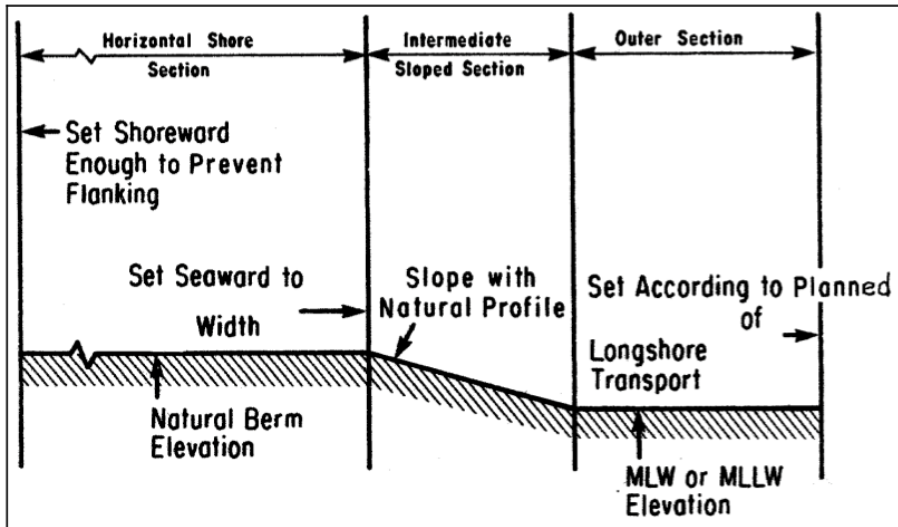 Horizontal Shore
Section
Intermediate
Sloped Section
Outer Section
Set Shoreward
Enough to Prevent
Flanking
Set Seaward to
Width
Slope with
Natural Profile
Set According to Planned
of
Longshore
Transport
Natural Berm
Elevation
MLW or MLLW
Elevation